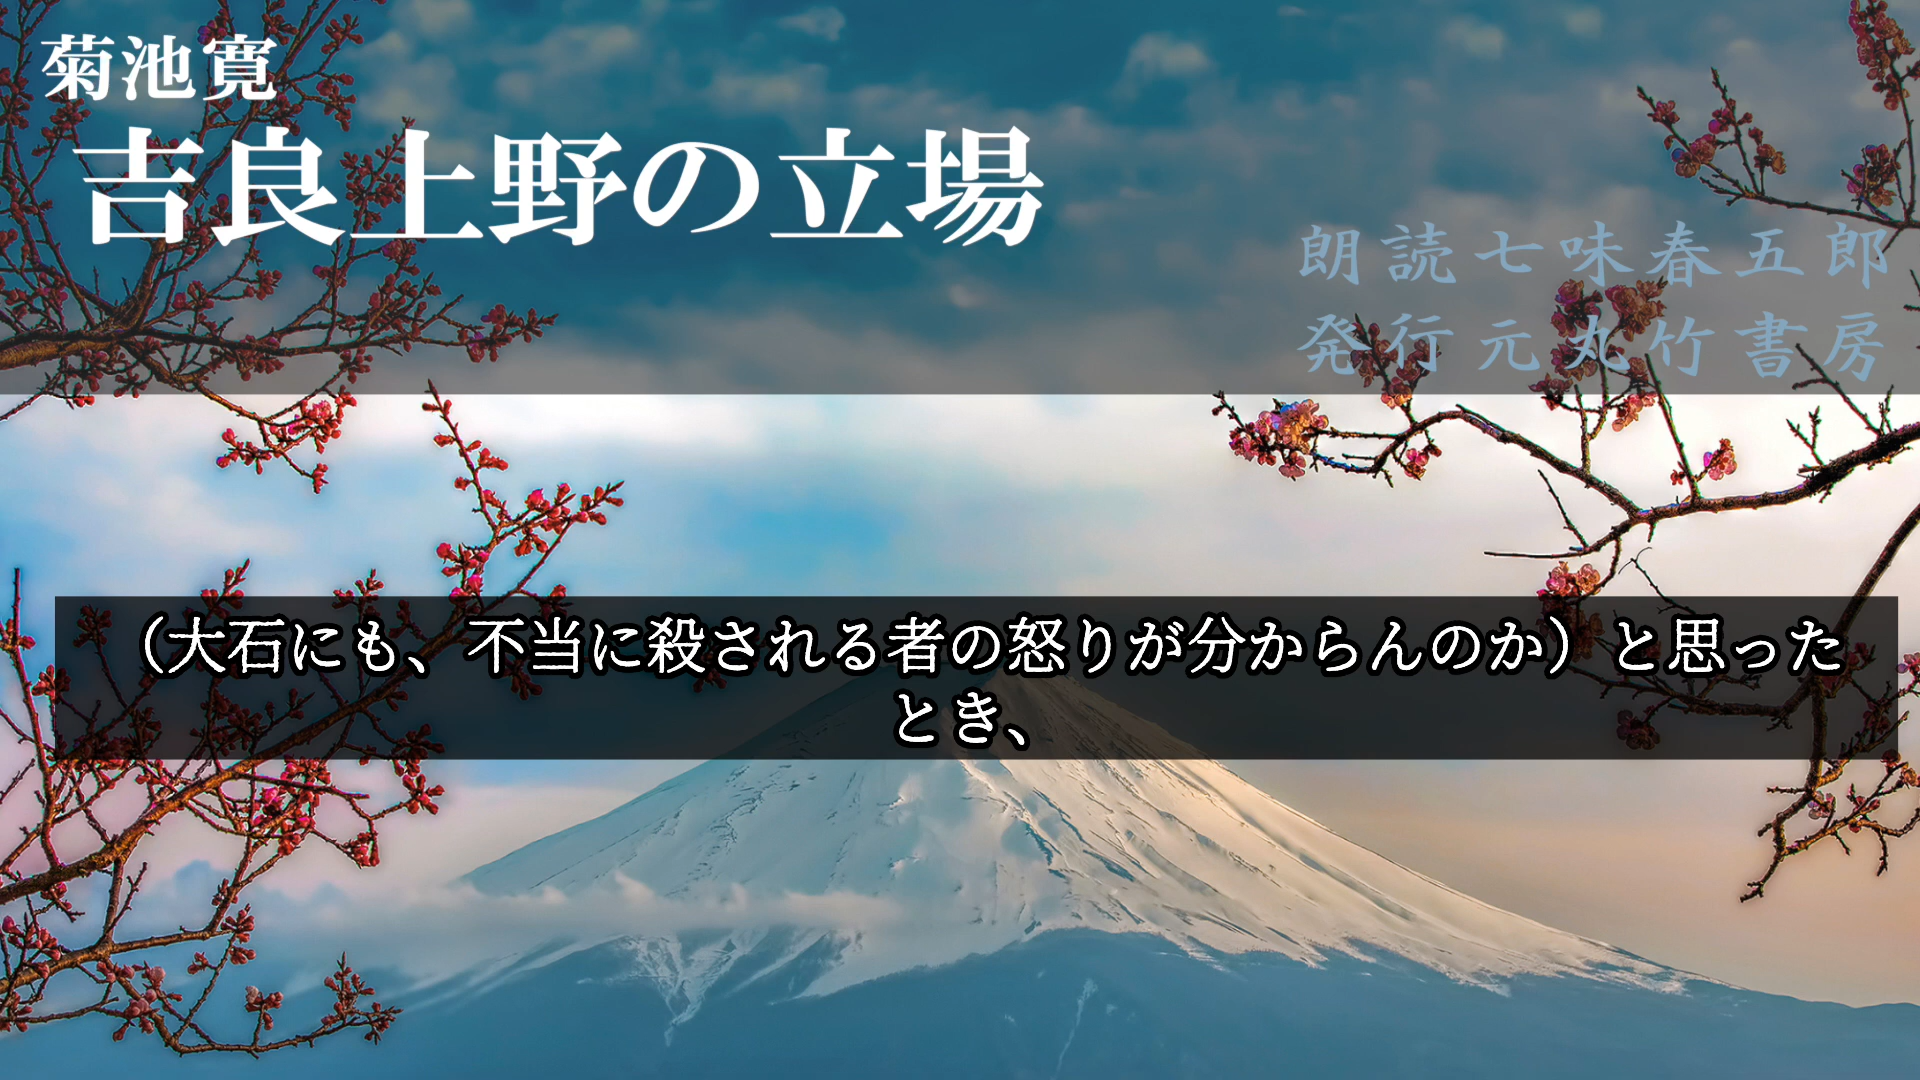 菊池寛
吉良上野の立場
朗読七味春五郎
発行元丸竹書房
（大石にも、不当に殺される者の怒りが分からんのか）と思った
とき、